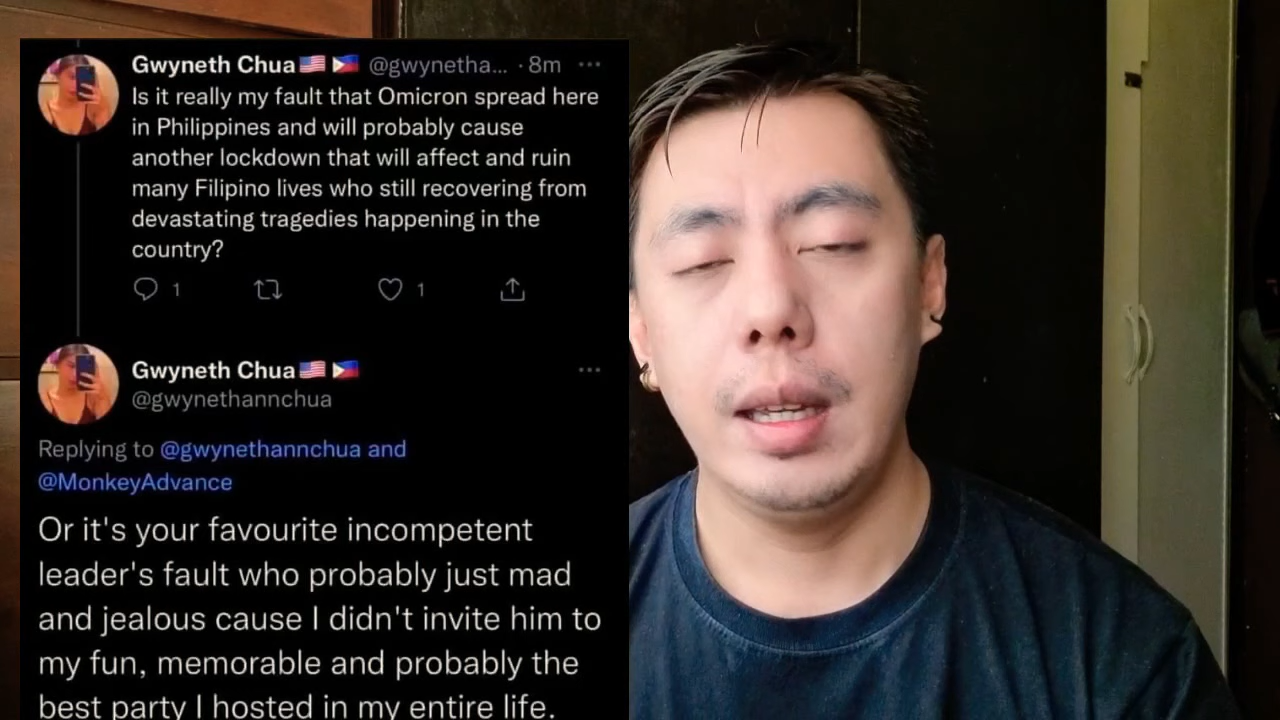 Gwyneth Chua🇺🇸🇵🇭 @gwynetha... · 8m ...
Is it really my fault that Omicron spread here
in Philippines and will probably cause
another lockdown that will affect and ruin
many Filipino lives who still recovering from
devastating tragedies happening in the
country?
1 1
Gwyneth Chua🇺🇸🇵🇭 ...
@gwynethannchua
Replying to @gwynethannchua and
@MonkeyAdvance
Or it's your favourite incompetent
leader's fault who probably just mad
and jealous cause I didn't invite him to
my fun, memorable and probably the
best party I hosted in my entire life.